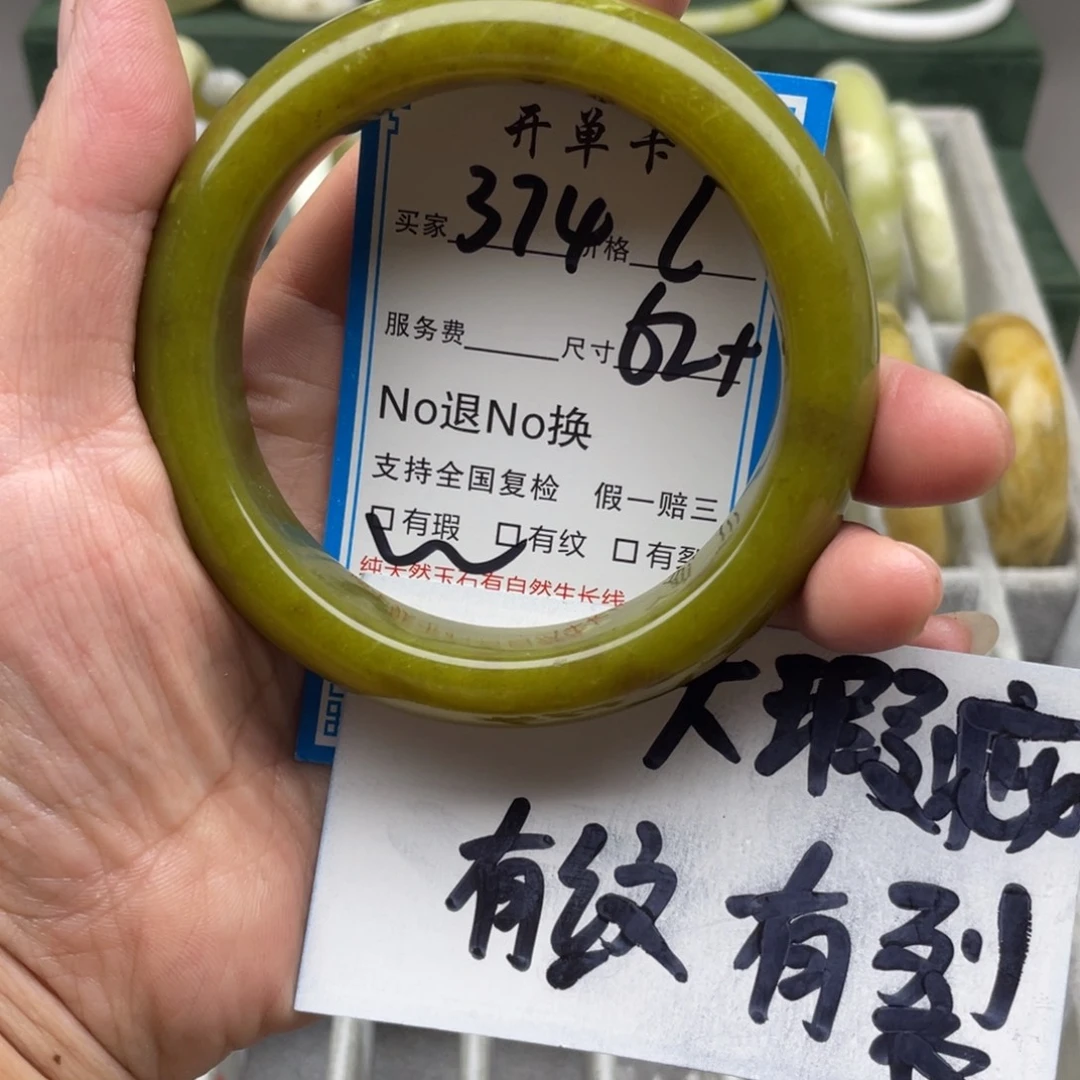 开单卡
买家 374 价格 L
服务费 尺寸 62+
No退No换
支持全国复检 假一赔三
有瑕 有纹 有裂
纯天然玉石有自然生长线
大瑕疵
有纹 有裂